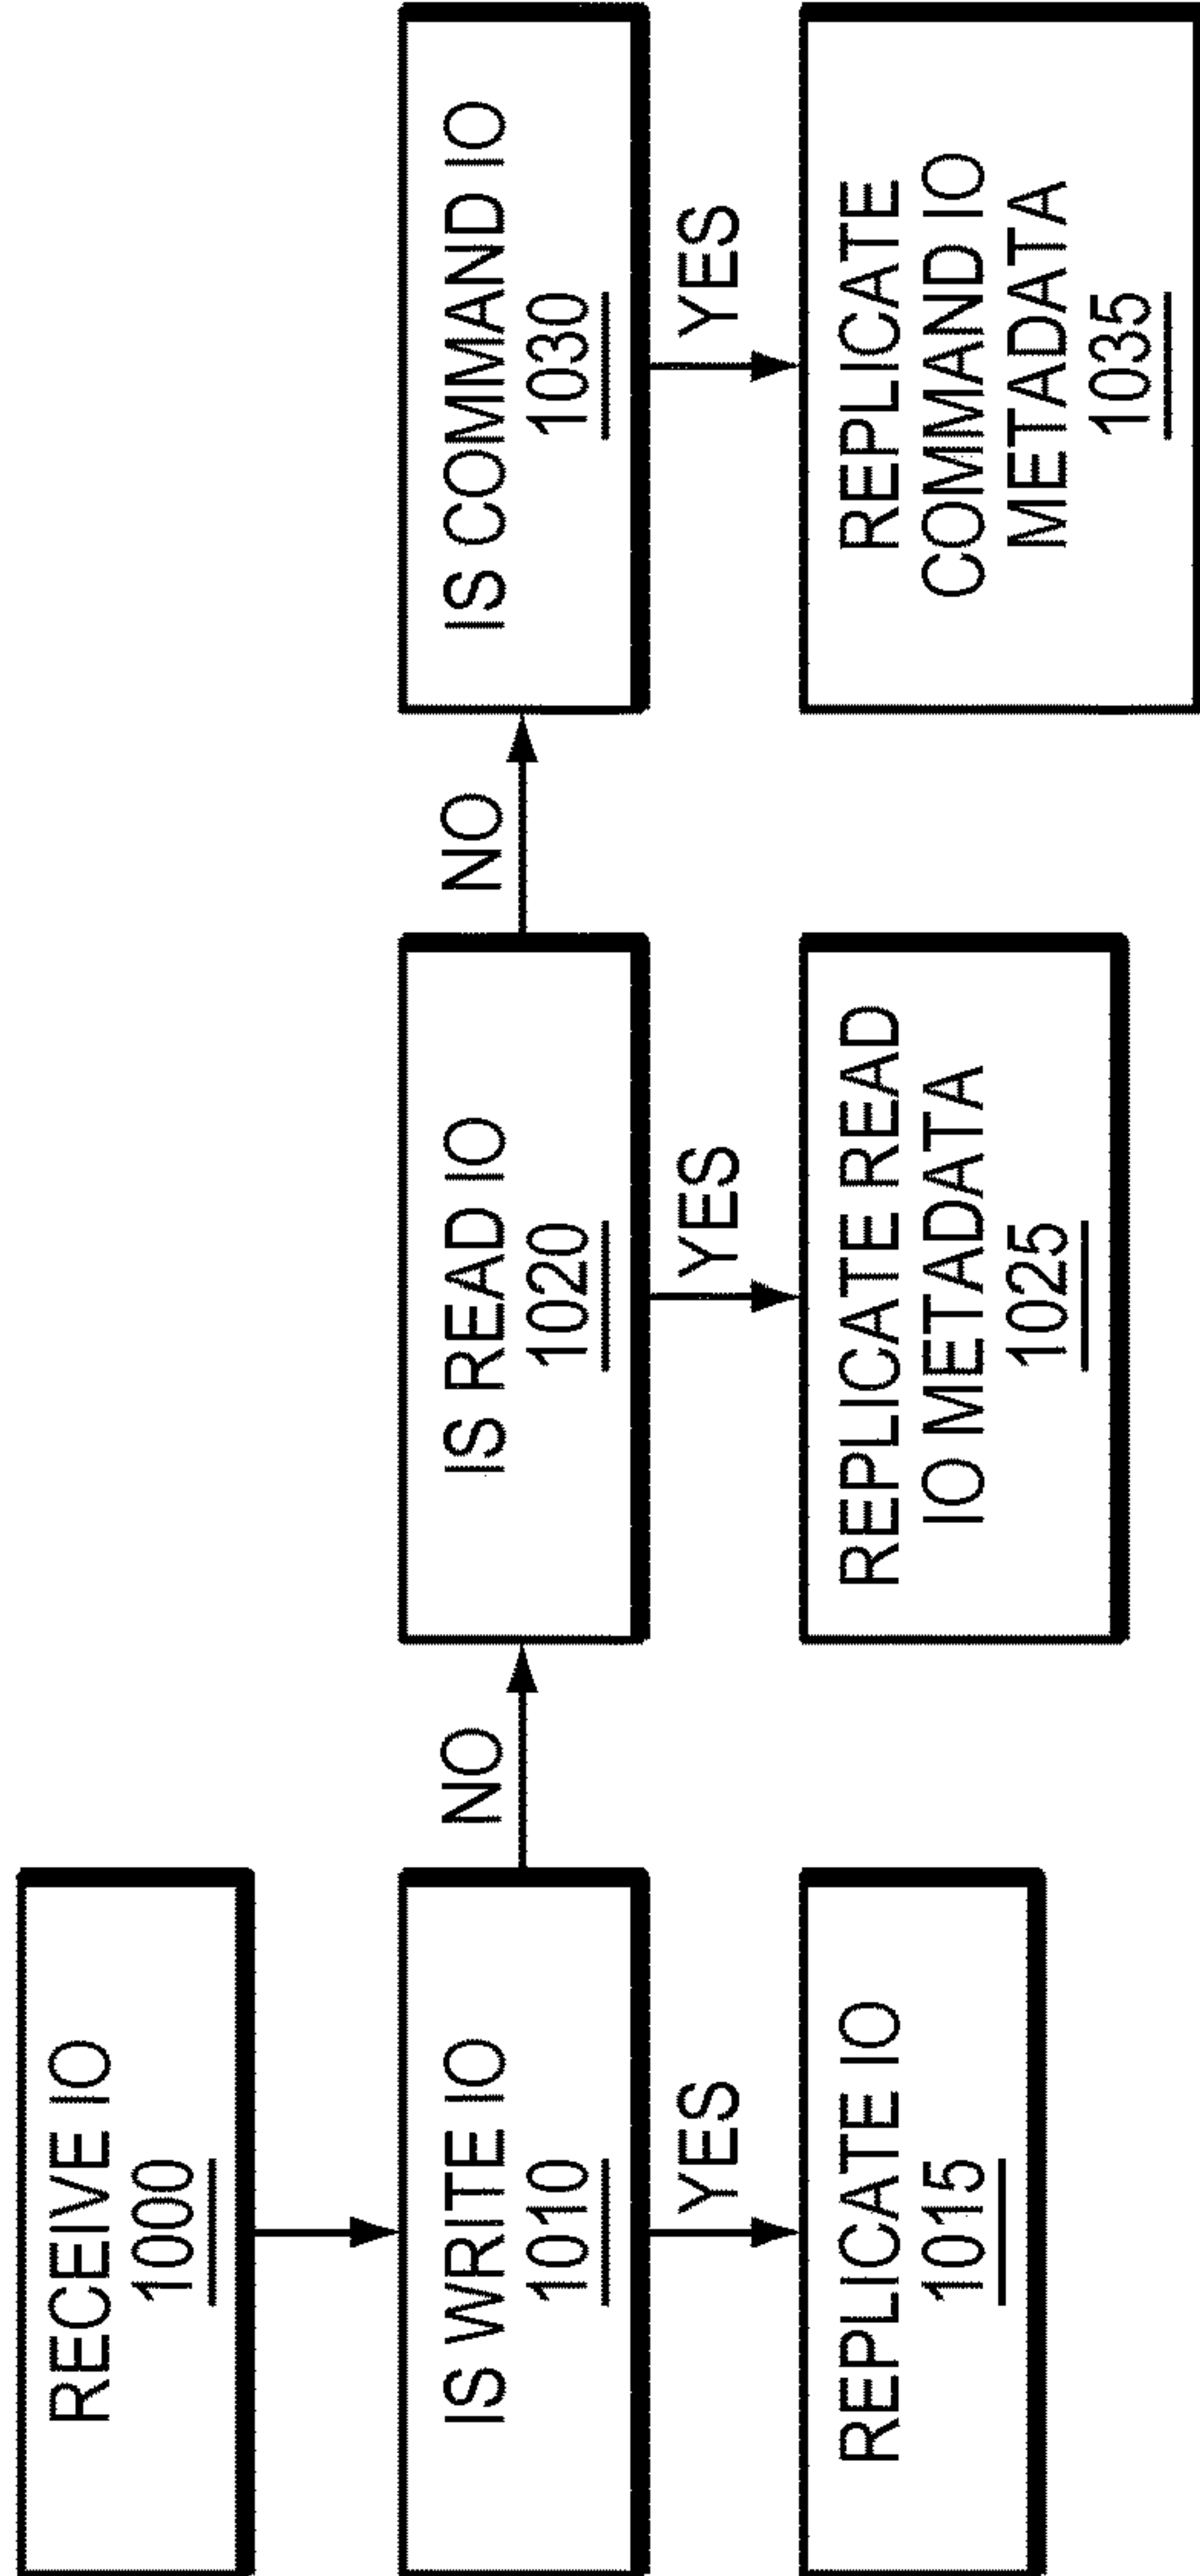 RECEIVE IO
1000
IS WRITE IO
1010
NO
IS READ IO
1020
NO
IS COMMAND IO
1030
YES
YES
YES
REPLICATE IO
1015
REPLICATE READ
IO METADATA
1025
REPLICATE
COMMAND IO
METADATA
1035